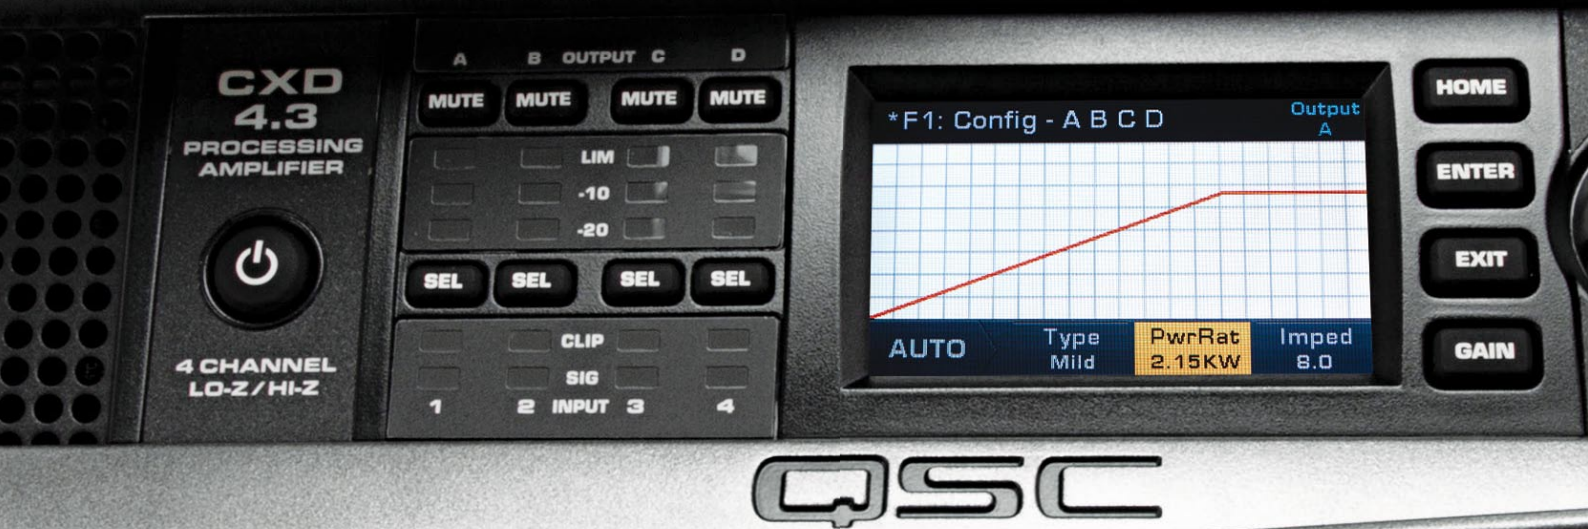 CXD
4.3
PROCESSING
AMPLIFIER
4 CHANNEL
LO-Z/HI-Z
A B OUTPUT C D
MUTE MUTE MUTE MUTE
LIM
-10
-20
SEL SEL SEL SEL
CLIP
SIG
1 2 INPUT 3 4
*F1: Config - A B C D
Output
A
AUTO
Type
Mild
PwrRat
2.15KW
Imped
8.0
HOME
ENTER
EXIT
GAIN
QSC